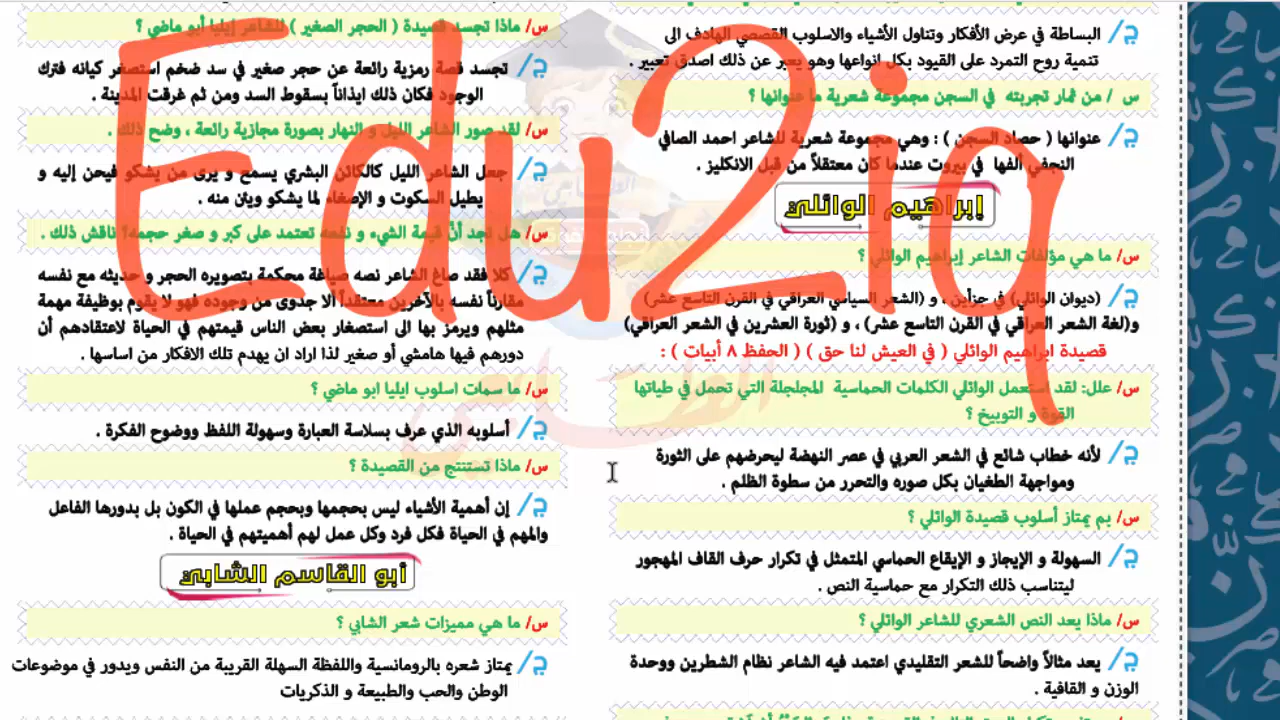 ج/ البساطة في عرض الأفكار وتناول الأشياء والاسلوب القصصي الهادف الى
تنمية روح التمرد على القيود بكل انواعها وهو يعبر عن ذلك اصدق تعبير .
س / من ثمار تجربته في السجن مجموعة شعرية ما عنوانها ؟
ج/ عنوانها ( حصاد السجن ) : وهي مجموعة شعرية للشاعر احمد الصافي
النجفي ألفها في بيروت عندما كان معتقلاً من قبل الانكليز .
إبراهيم الوائلي
س/ ما هي مؤلفات الشاعر إبراهيم الوائلي ؟
ج/ (ديوان الوائلي) في جزأين ، و (الشعر السياسي العراقي في القرن التاسع عشر)
و(لغة الشعر العراقي في القرن التاسع عشر) ، و (ثورة العشرين في الشعر العراقي)
قصيدة ابراهيم الوائلي ( في العيش لنا حق ) ( الحفظ ٨ أبيات ) :
س/ علل: لقد استعمل الوائلي الكلمات الحماسية المجلجلة التي تحمل في طياتها
القوة و التوبيخ ؟
ج/ لأنه خطاب شائع في الشعر العربي في عصر النهضة ليحرضهم على الثورة
ومواجهة الطغيان بكل صوره والتحرر من سطوة الظلم .
س/ بم يمتاز أسلوب قصيدة الوائلي ؟
ج/ السهولة و الإيجاز و الإيقاع الحماسي المتمثل في تكرار حرف القاف المهجور
ليتناسب ذلك التكرار مع حماسية النص .
س/ ماذا يعد النص الشعري للشاعر الوائلي ؟
ج/ يعد مثالاً واضحاً للشعر التقليدي اعتمد فيه الشاعر نظام الشطرين ووحدة
الوزن و القافية .
س/ ماذا تجسد قصيدة ( الحجر الصغير ) للشاعر إيليا أبو ماضي ؟
ج/ تجسد قصة رمزية رائعة عن حجر صغير في سد ضخم استصغر كيانه فترك
الوجود فكان ذلك ايذاناً بسقوط السد ومن ثم غرقت المدينة .
س/ لقد صور الشاعر الليل و النهار بصورة مجازية رائعة ، وضح ذلك .
ج/ جعل الشاعر الليل كالكائن البشري يسمع و يرى من يشكو فيحن إليه و
يطيل السكوت و الإصغاء لما يشكو ويان منه .
س/ هل تجد أنَّ قيمة الشيء و نفعه تعتمد على كبر و صغر حجمه؟ ناقش ذلك .
ج/ كلا فقد صاغ الشاعر نصه صياغة محكمة بتصويره الحجر و حديثه مع نفسه
مقارناً نفسه بالآخرين معتقداً ألا جدوى من وجوده فهو لا يقوم بوظيفة مهمة
مثلهم ويرمز بها الى استصغار بعض الناس قيمتهم في الحياة لاعتقادهم أن
دورهم فيها هامشي أو صغير لذا اراد ان يهدم تلك الافكار من اساسها .
س/ ما سمات اسلوب ايليا ابو ماضي ؟
ج/ أسلوبه الذي عرف بسلاسة العبارة وسهولة اللفظ ووضوح الفكرة .
س/ ماذا تستنتج من القصيدة ؟
ج/ إن أهمية الأشياء ليس بحجمها وبحجم عملها في الكون بل بدورها الفاعل
والمهم في الحياة فكل فرد وكل عمل لهم أهميتهم في الحياة .
أبو القاسم الشابي
س/ ما هي مميزات شعر الشابي ؟
ج/ يمتاز شعره بالرومانسية واللفظة السهلة القريبة من النفس ويدور في موضوعات
الوطن والحب والطبيعة و الذكريات
Edu2iq